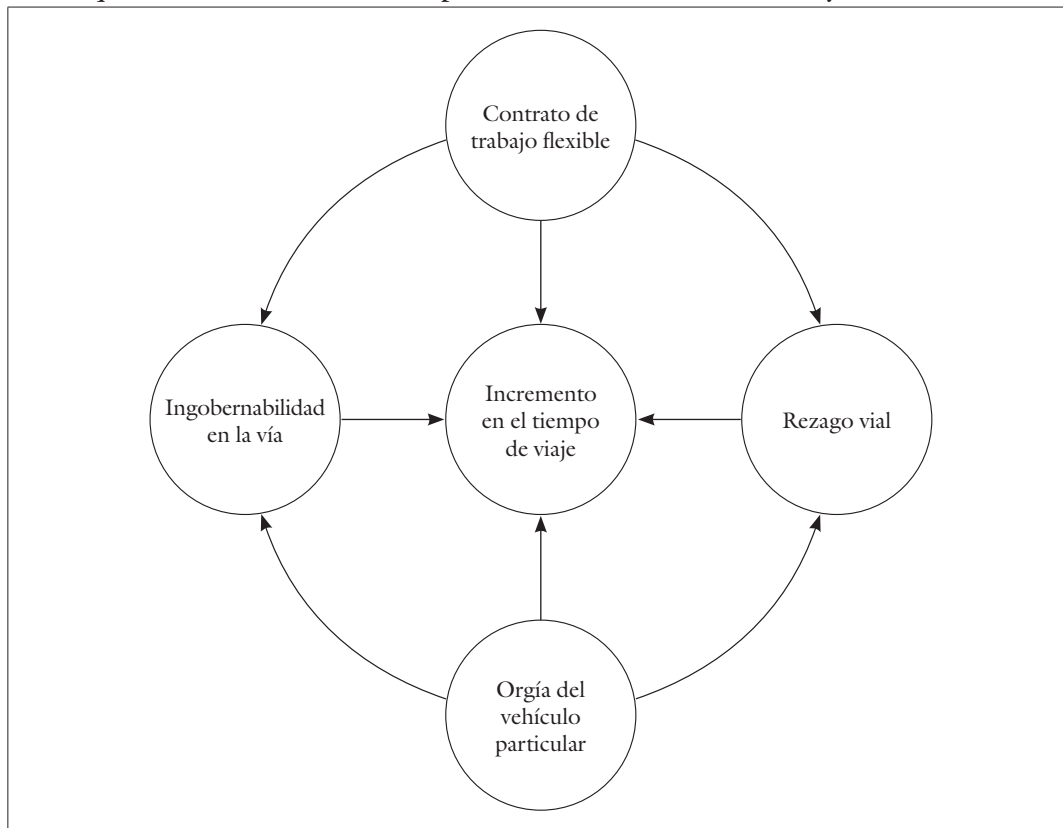 Contrato de
trabajo flexible
Ingobernabilidad
en la vía
Incremento
en el tiempo
de viaje
Rezago vial
Orgía del
vehículo
particular